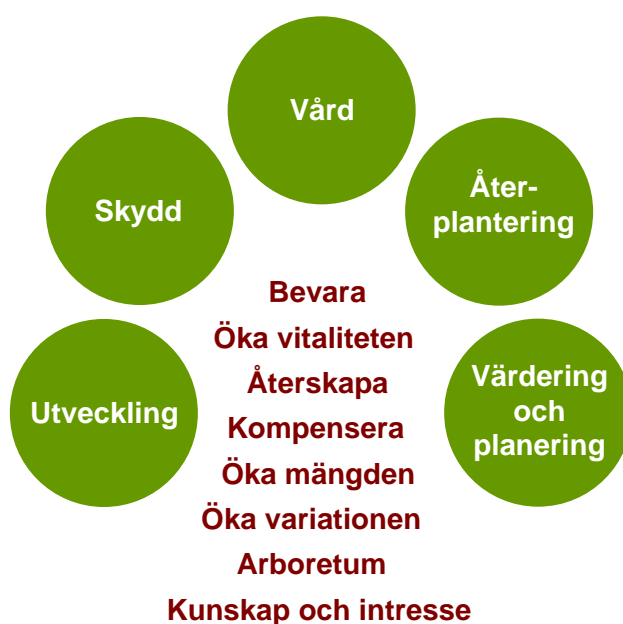 Vård
Skydd
Åter-
plantering
Utveckling
Värdering
och
planering
Bevara
Öka vitaliteten
Återskapa
Kompensera
Öka mängden
Öka variationen
Arboretum
Kunskap och intresse